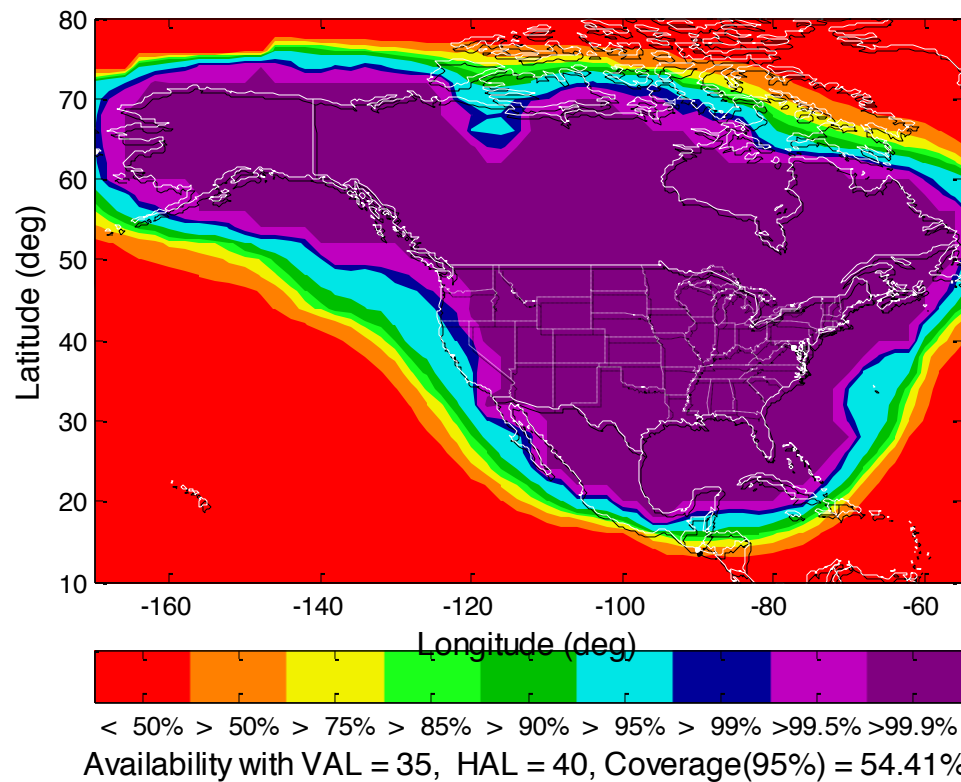 80
70
60
50
40
30
20
10
Latitude (deg)
-160 -140 -120 -100 -80 -60
Longitude (deg)
< 50% > 50% > 75% > 85% > 90% > 95% > 99% >99.5% >99.9%
Availability with VAL = 35, HAL = 40, Coverage(95%) = 54.41%